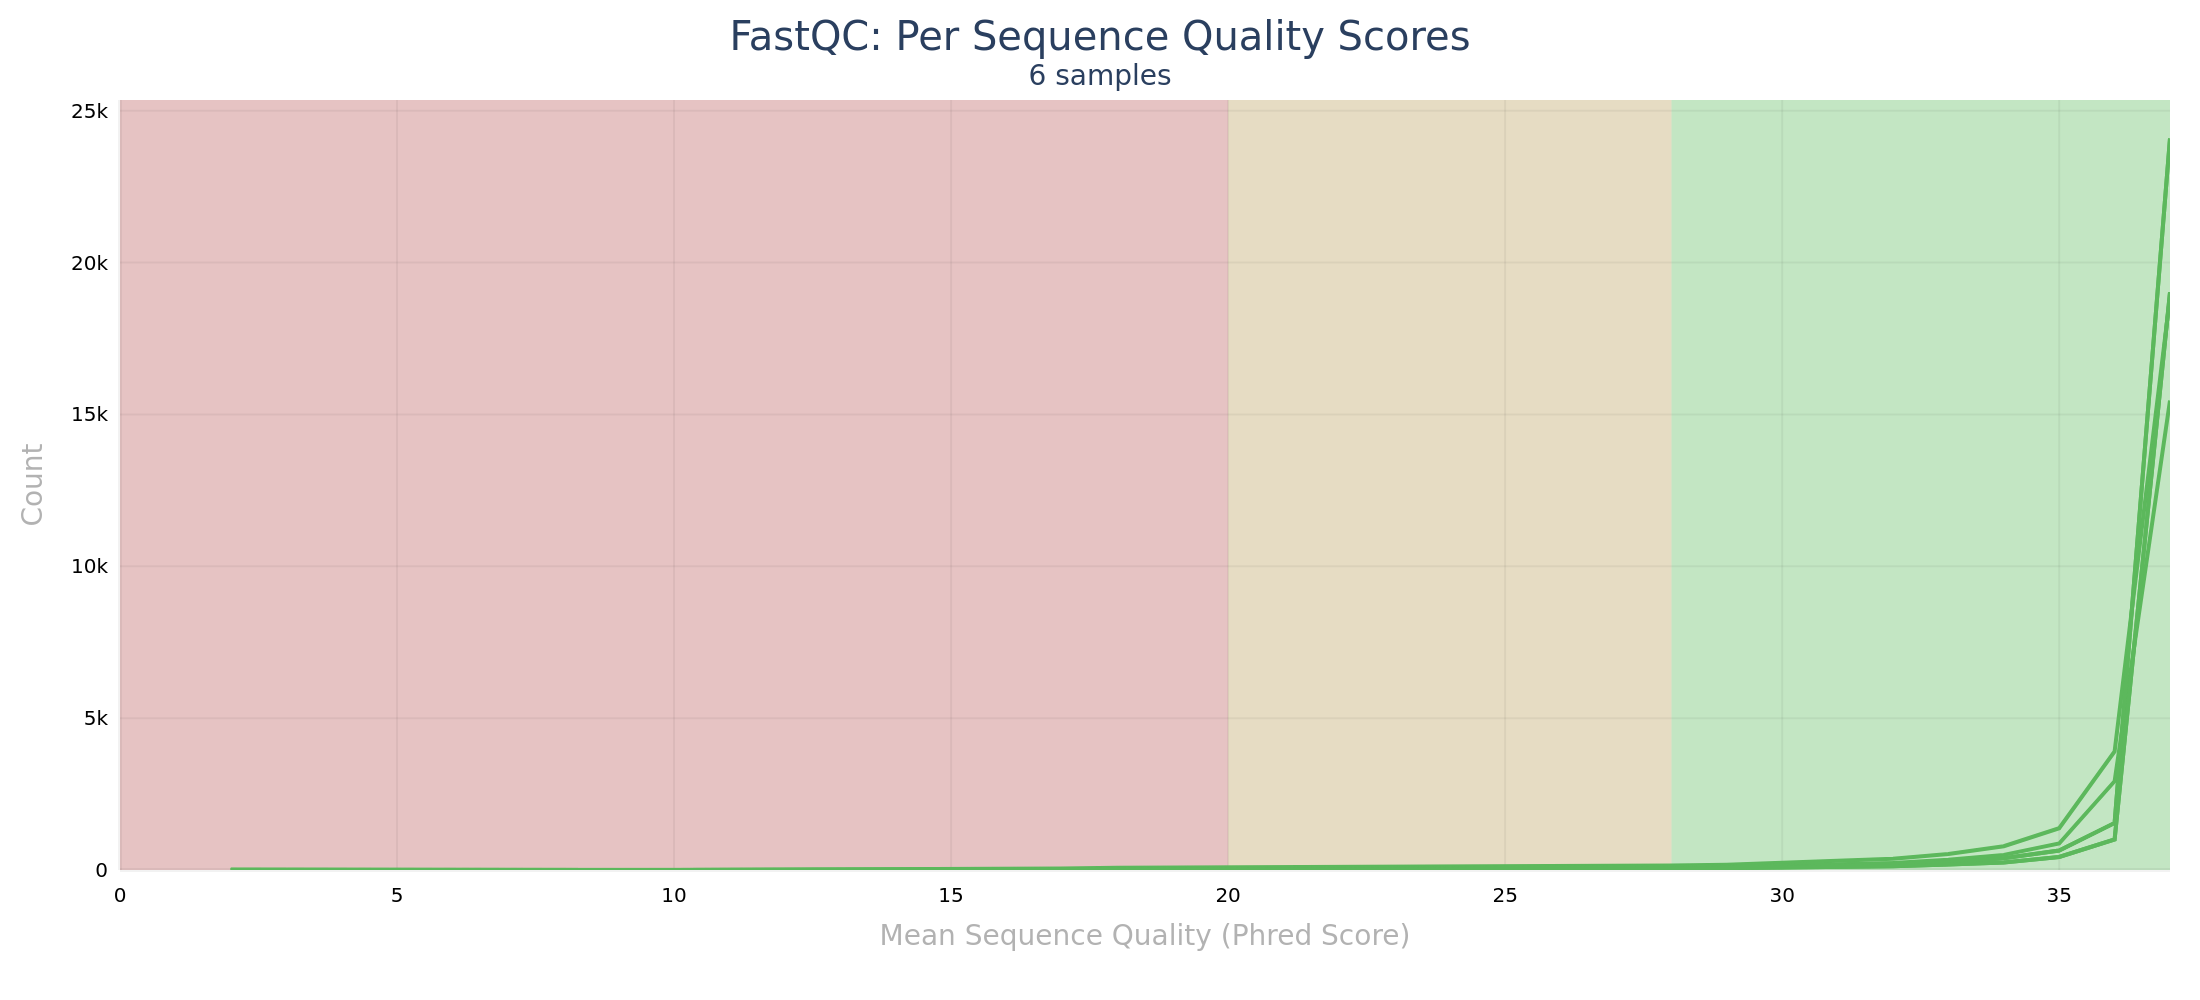 FastQC: Per Sequence Quality Scores
6 samples
25k
20k
15k
10k
5k
0
Count
0 5 10 15 20 25 30 35
Mean Sequence Quality (Phred Score)